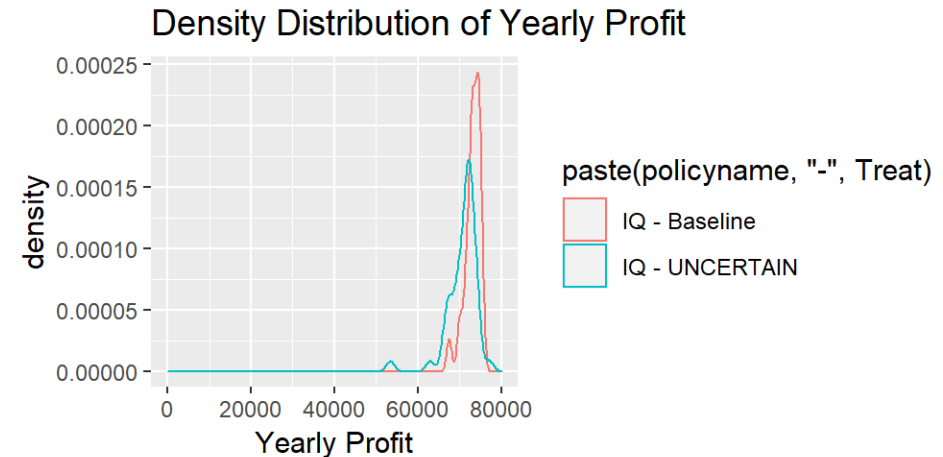 Density Distribution of Yearly Profit
0.00025
0.00020
0.00015
0.00010
0.00005
0.00000
density
0 20000 40000 60000 80000
Yearly Profit
paste(policyname, "-", Treat)
IQ - Baseline
IQ - UNCERTAIN